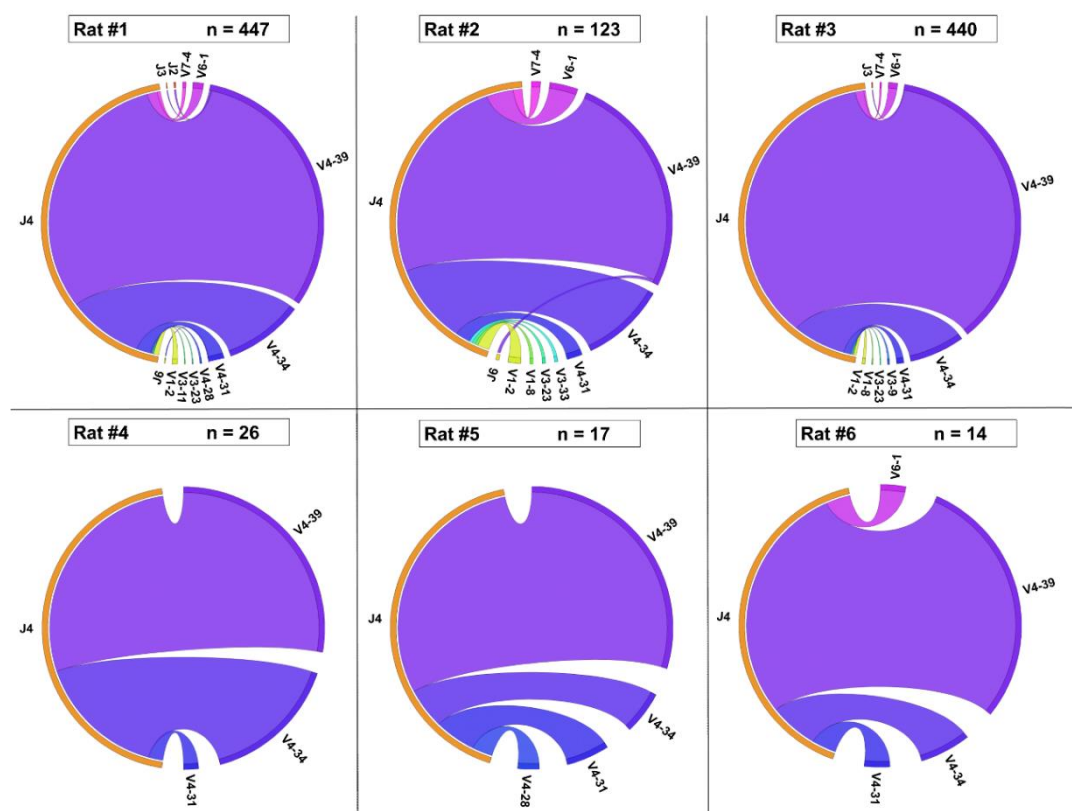 Rat #1 n = 447
J3
J2
V7-4
V6-1
V4-39
J4
V4-34
J6
V1-2
V3-11
V3-23
V4-28
V4-31
Rat #2 n = 123
V7-4
V6-1
V4-39
J4
V4-34
J6
V1-2
V1-8
V3-23
V3-33
V4-31
Rat #3 n = 440
J3
V7-4
V6-1
V4-39
J4
V4-34
V1-2
V1-8
V3-23
V3-9
V4-31
Rat #4 n = 26
V4-39
J4
V4-34
V4-31
Rat #5 n = 17
V4-39
J4
V4-34
V4-31
V4-28
Rat #6 n = 14
V6-1
V4-39
J4
V4-34
V4-31